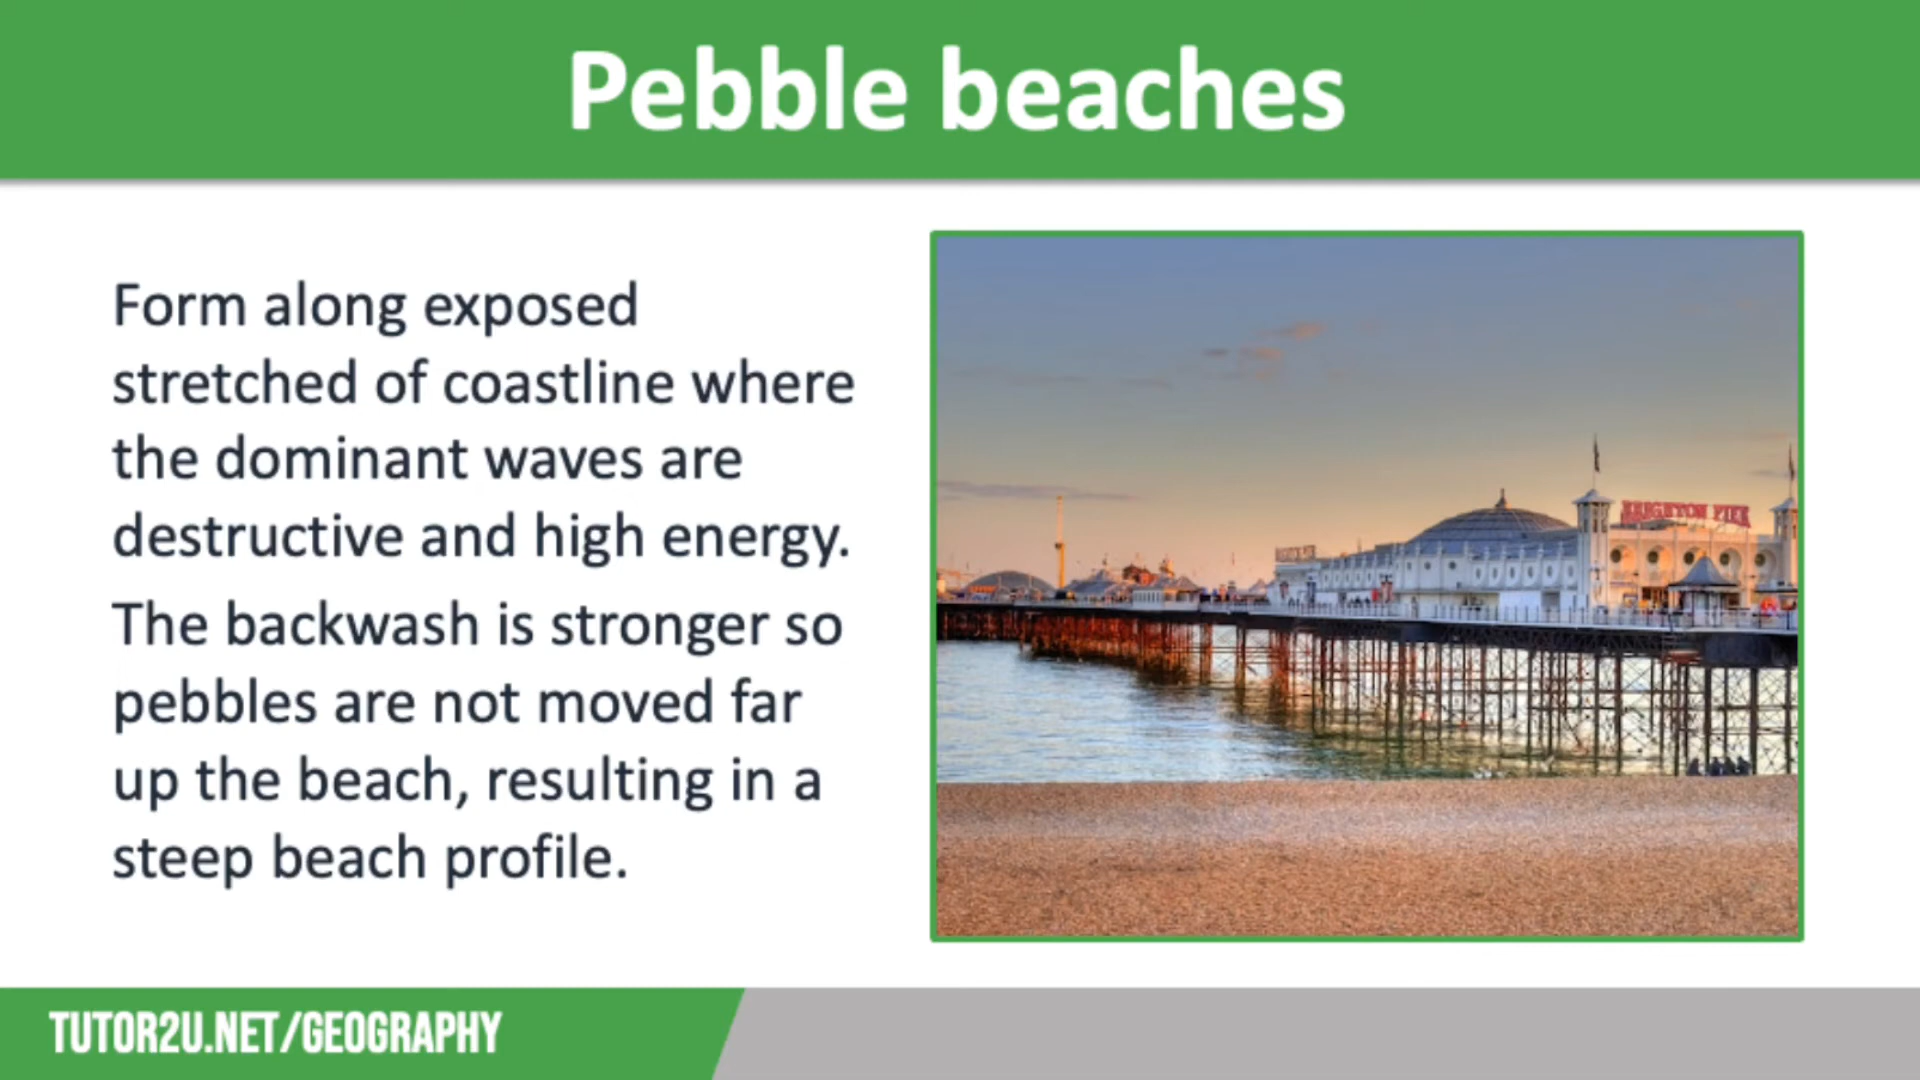 Pebble beaches
Form along exposed
stretched of coastline where
the dominant waves are
destructive and high energy.
The backwash is stronger so
pebbles are not moved far
up the beach, resulting in a
steep beach profile.
BRIGHTON PIER
TUTOR2U.NET/GEOGRAPHY